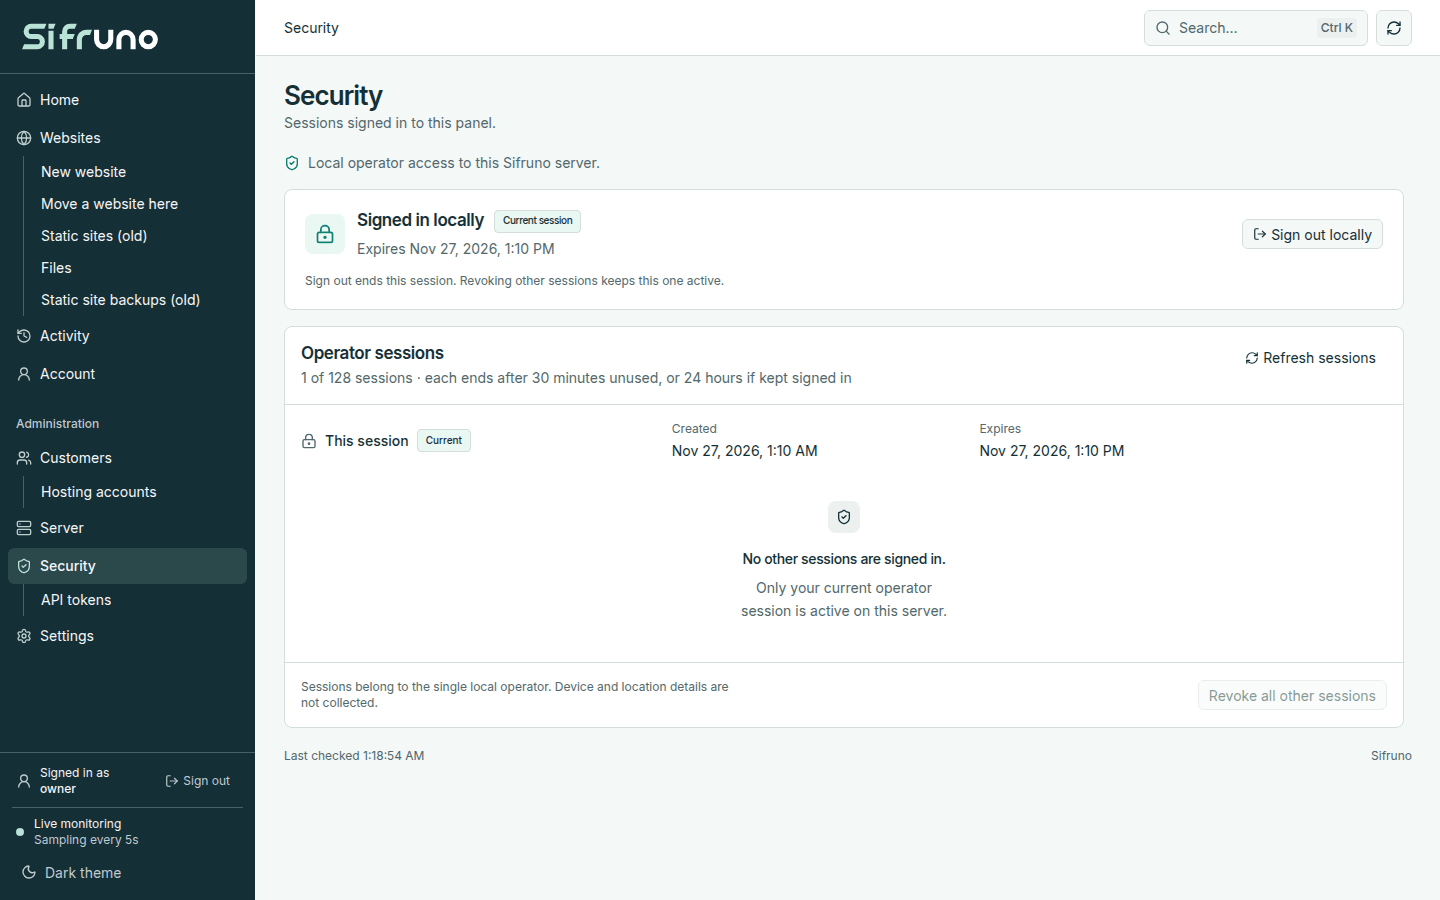 Sifruno
Home
Websites
New website
Move a website here
Static sites (old)
Files
Static site backups (old)
Activity
Account
Administration
Customers
Hosting accounts
Server
Security
API tokens
Settings
Signed in as
owner
Sign out
Live monitoring
Sampling every 5s
Dark theme
Security
Search...
Ctrl K
Security
Sessions signed in to this panel.
Local operator access to this Sifruno server.
Signed in locally
Current session
Expires Nov 27, 2026, 1:10 PM
Sign out locally
Sign out ends this session. Revoking other sessions keeps this one active.
Operator sessions
1 of 128 sessions · each ends after 30 minutes unused, or 24 hours if kept signed in
Refresh sessions
This session
Current
Created
Nov 27, 2026, 1:10 AM
Expires
Nov 27, 2026, 1:10 PM
No other sessions are signed in.
Only your current operator
session is active on this server.
Sessions belong to the single local operator. Device and location details are
not collected.
Revoke all other sessions
Last checked 1:18:54 AM
Sifruno